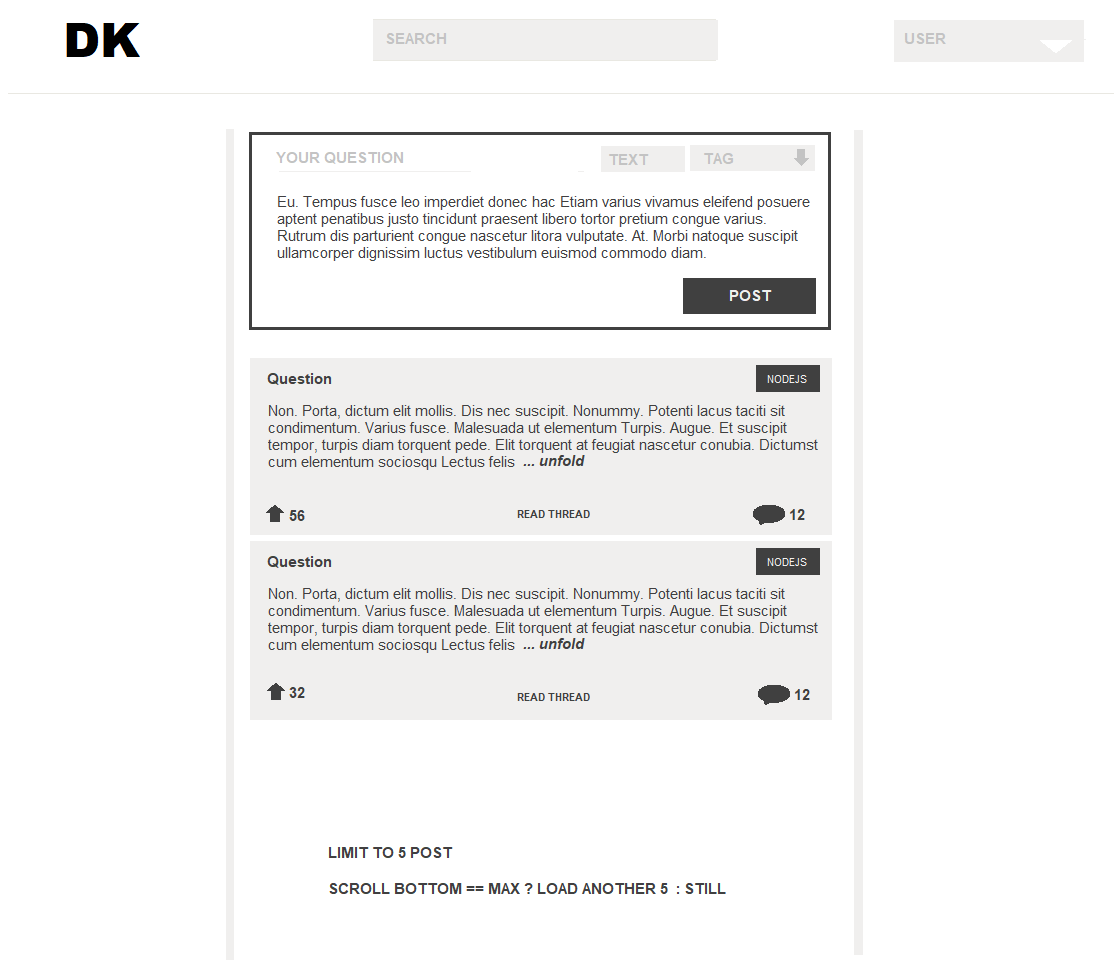 DK
SEARCH
USER
YOUR QUESTION
TEXT
TAG
Eu. Tempus fusce leo imperdiet donec hac Etiam varius vivamus eleifend posuere
aptent penatibus justo tincidunt praesent libero tortor pretium congue varius.
Rutrum dis parturient congue nascetur litora vulputate. At. Morbi natoque suscipit
ullamcorper dignissim luctus vestibulum euismod commodo diam.
POST
Question
NODEJS
Non. Porta, dictum elit mollis. Dis nec suscipit. Nonummy. Potenti lacus taciti sit
condimentum. Varius fusce. Malesuada ut elementum Turpis. Augue. Et suscipit
tempor, turpis diam torquent pede. Elit torquent at feugiat nascetur conubia. Dictumst
cum elementum sociosqu Lectus felis ... unfold
56
READ THREAD
12
Question
NODEJS
Non. Porta, dictum elit mollis. Dis nec suscipit. Nonummy. Potenti lacus taciti sit
condimentum. Varius fusce. Malesuada ut elementum Turpis. Augue. Et suscipit
tempor, turpis diam torquent pede. Elit torquent at feugiat nascetur conubia. Dictumst
cum elementum sociosqu Lectus felis ... unfold
32
READ THREAD
12
LIMIT TO 5 POST
SCROLL BOTTOM == MAX ? LOAD ANOTHER 5 : STILL